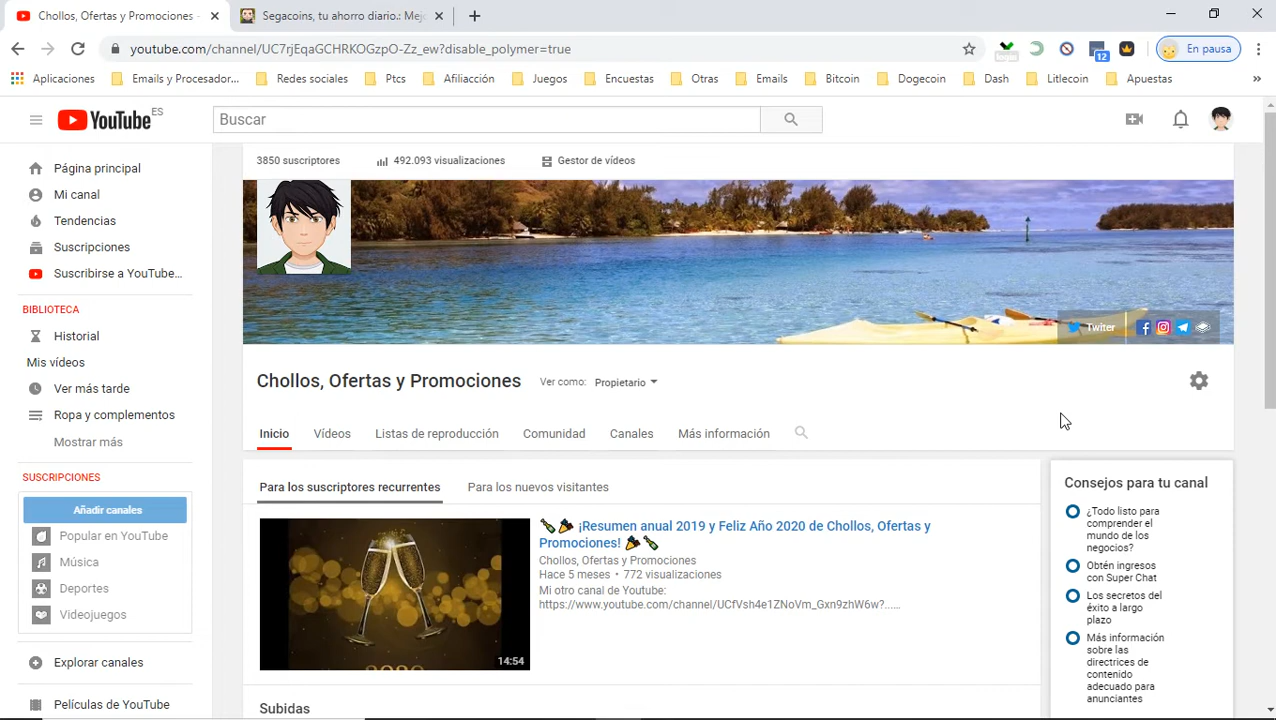 Chollos, Ofertas y Promociones -
Segacoins, tu ahorro diario.: Mejo
youtube.com/channel/UC7rjEqaGCHRKOGzpO-Zz_ew?disable_polymer=true
12
En pausa
Aplicaciones
Emails y Procesador...
Redes sociales
Ptcs
Afiliacción
Juegos
Encuestas
Otras
Emails
Bitcoin
Dogecoin
Dash
Litlecoin
Apuestas
»
YouTube ES
Buscar
Página principal
Mi canal
Tendencias
Suscripciones
Suscribirse a YouTube...
BIBLIOTECA
Historial
Mis vídeos
Ver más tarde
Ropa y complementos
Mostrar más
SUSCRIPCIONES
Añadir canales
Popular en YouTube
Música
Deportes
Videojuegos
Explorar canales
Películas de YouTube
3850 suscriptores
492.093 visualizaciones
Gestor de vídeos
Twiter
Chollos, Ofertas y Promociones
Ver como: Propietario
Inicio
Vídeos
Listas de reproducción
Comunidad
Canales
Más información
Para los suscriptores recurrentes
Para los nuevos visitantes
¡Resumen anual 2019 y Feliz Año 2020 de Chollos, Ofertas y
Promociones!
Chollos, Ofertas y Promociones
Hace 5 meses • 772 visualizaciones
Mi otro canal de Youtube:
https://www.youtube.com/channel/UCfVsh4e1ZNoVm_Gxn9zhW6w?.....
2020
14:54
Subidas
Consejos para tu canal
¿Todo listo para
comprender el
mundo de los
negocios?
Obtén ingresos
con Super Chat
Los secretos del
éxito a largo
plazo
Más información
sobre las
directrices de
contenido
adecuado para
anunciantes